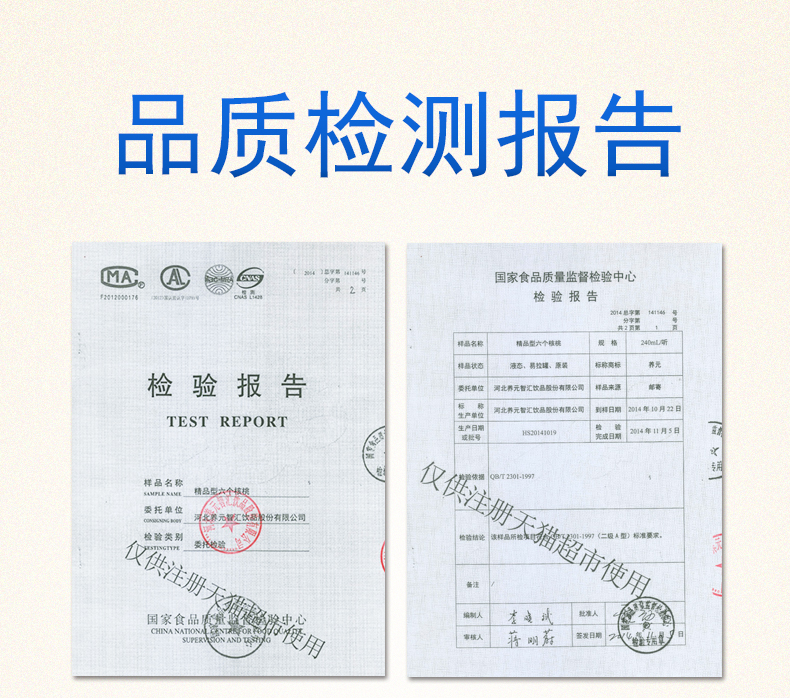 品质检测报告
MA
AL
CNAS
F2012000176
检测
CNAS L1438
( 2014 )总字第 141146 号
分字第 号
共 2 页
检 验 报 告
TEST REPORT
样品名称 精品型六个核桃
SAMPLE NAME
委托单位 河北养元智汇饮品股份有限公司
CONSIGNING BODY
检验类别 委托检验
TESTINGTYPE
仅供注册天猫超市使用
国家食品质量监督检验中心
CHINA NATIONAL CENTRE FOR FOOD QUALITY
SUPERVISION AND TESTING
国家食品质量监督检验中心
检 验 报 告
2014 总字第 141146 号
分字第 号
共 2 页第 1 页
样品名称 精品型六个核桃 规 格 240mL/听
样品状态 液态、易拉罐、原装 标称商标 养元
委托单位 河北养元智汇饮品股份有限公司 样品来源 邮寄
标 称
生产单位 河北养元智汇饮品股份有限公司 到样日期 2014 年 10 月 22 日
生产日期
或批号 HS20141019 检 验
完成日期 2014 年 11 月 5 日
检验依据 QB/T 2301-1997
检验结论 该样品所检项目符合QB/T 2301-1997（二级 A 型）标准要求。
仅供注册天猫超市使用
备注 /
编制人 批准人
审核人 蒋明蔚 签发日期
检验专用章